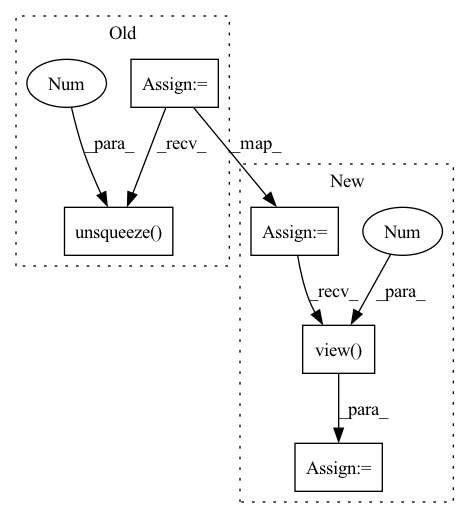 Old
Num
Assign:=
_para_
_recv_
_map_
New
unsqueeze()
Assign:=
Num
_recv_
_para_
view()
_para_
Assign:=